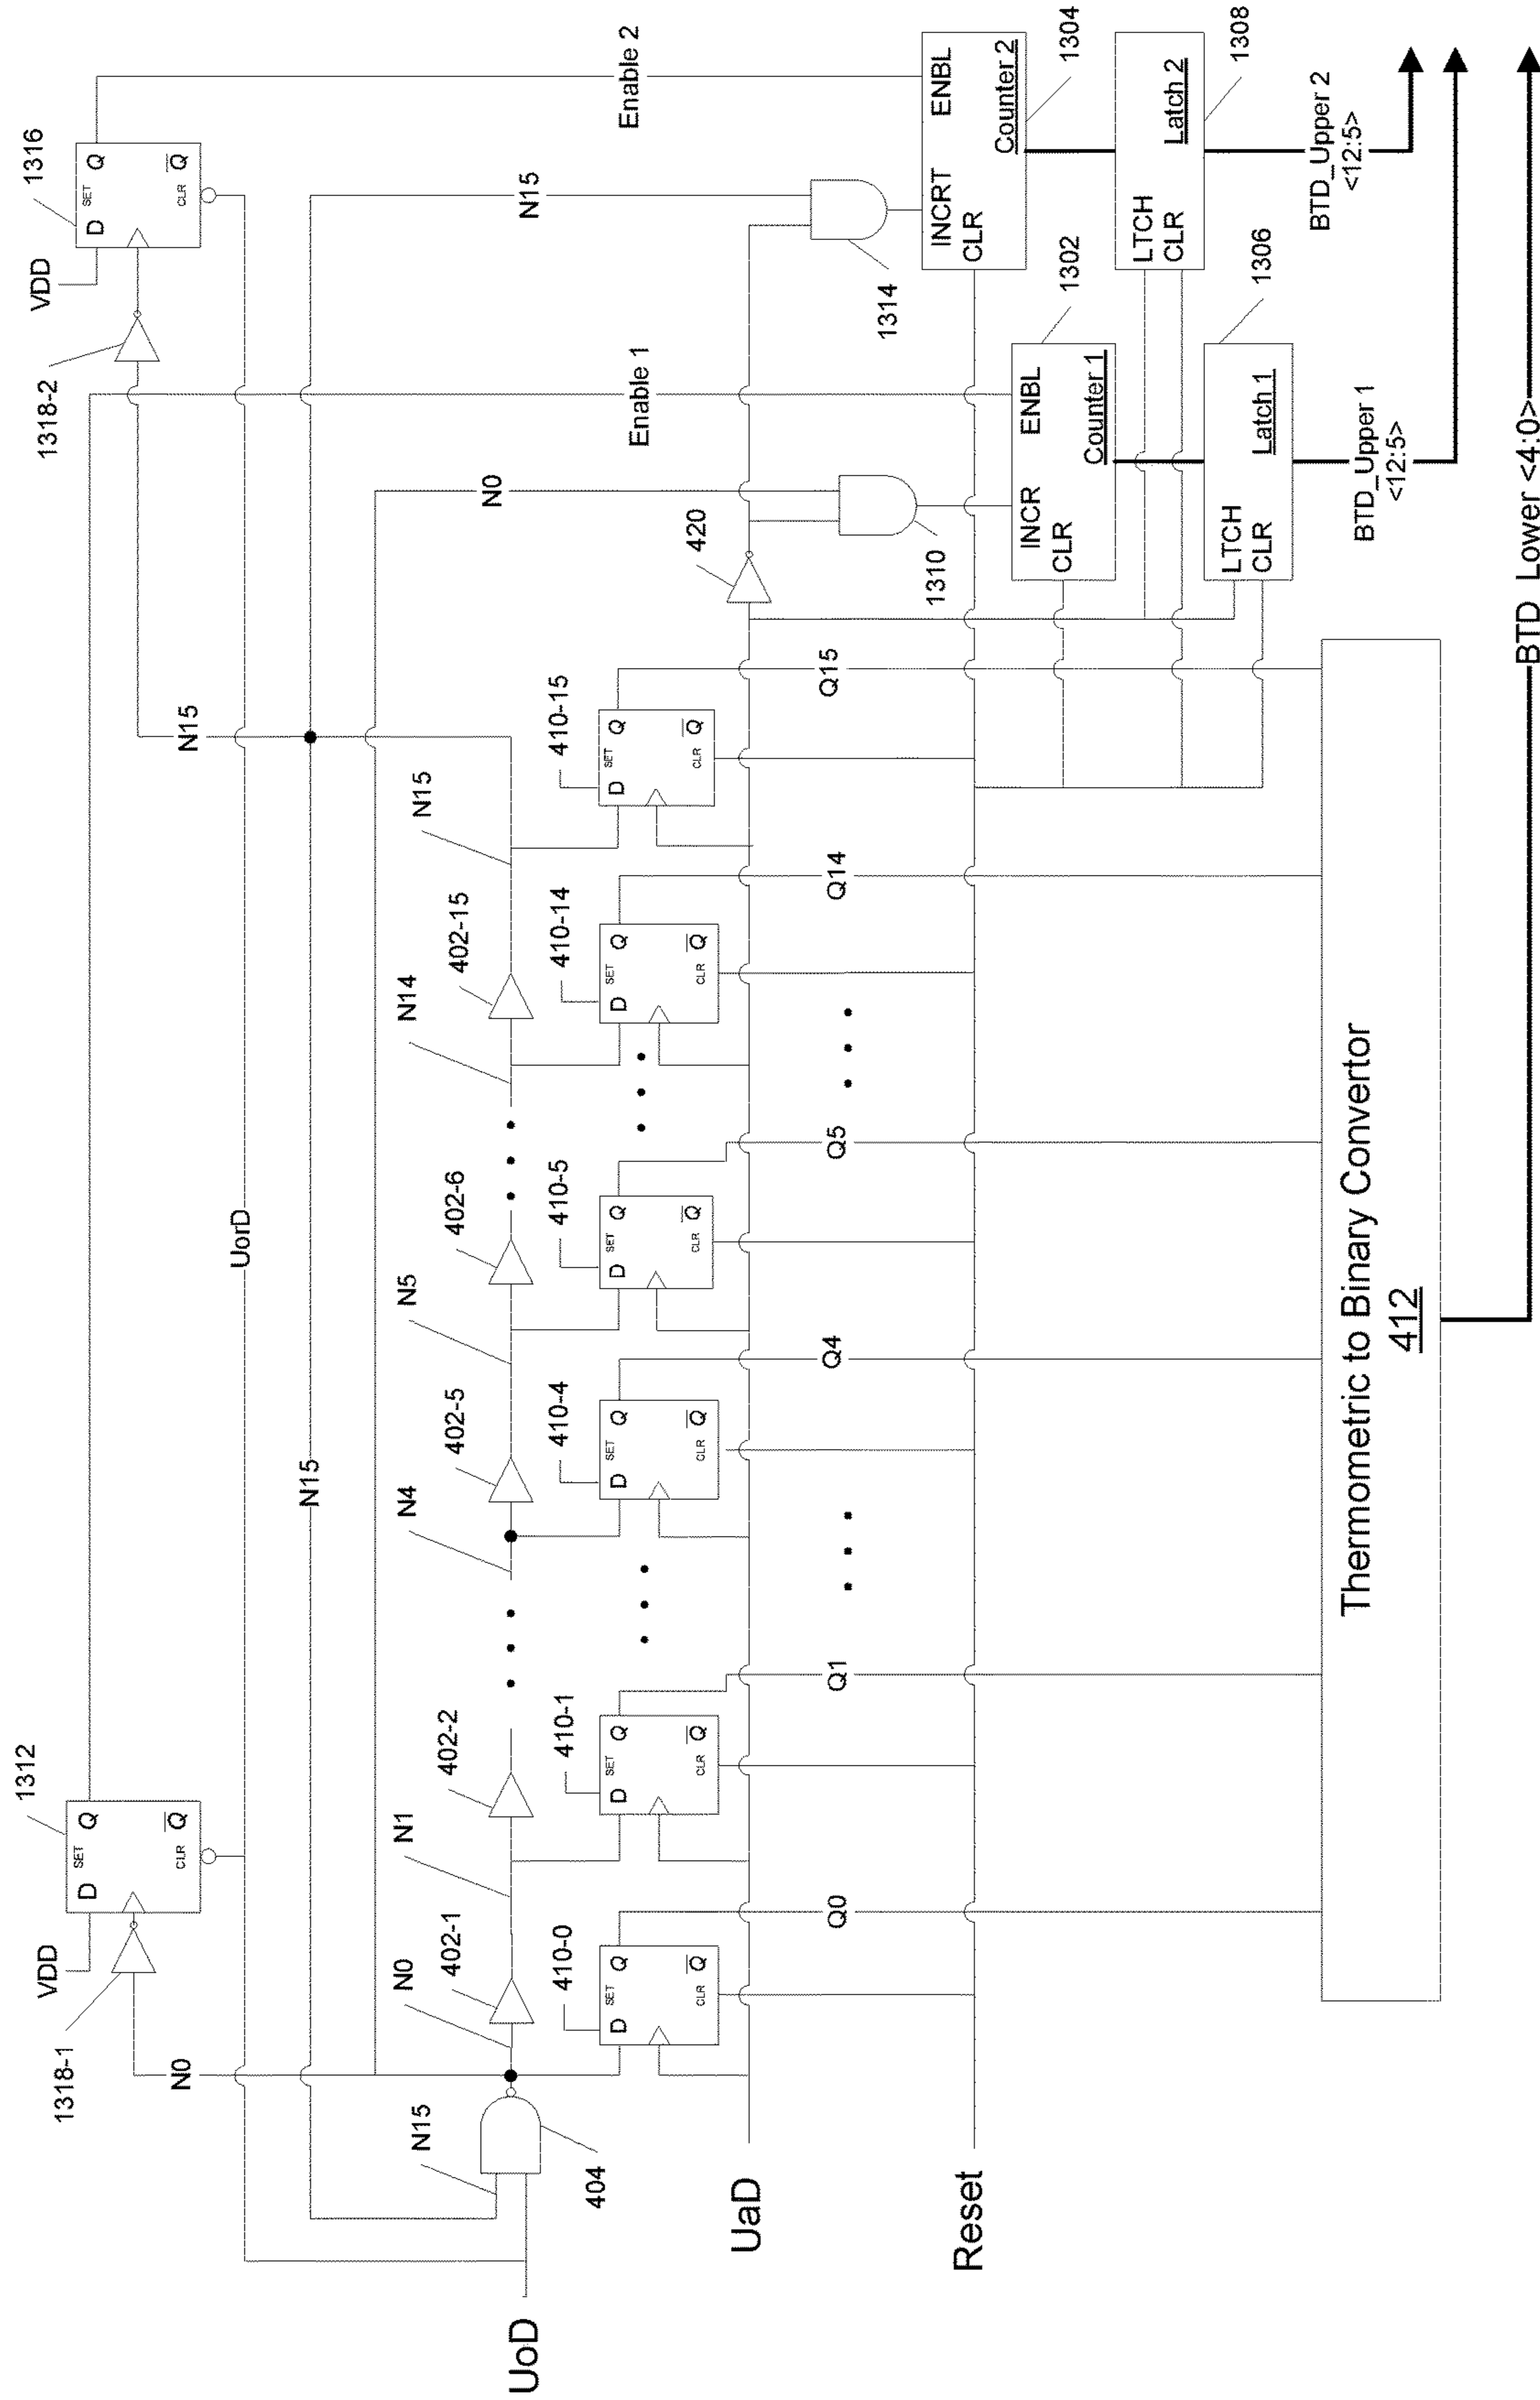 1312
1316
D SET Q
CLR Q
VDD
1318-1
N0
D SET Q
CLR Q
VDD
1318-2
N15
UorD
N15
N15
N0
Enable 1
Enable 2
UoD
N15
404
N0
402-1
N1
402-2
N4
402-5
N5
402-6
N14
402-15
N15
410-0
D SET Q
CLR Q
410-1
D SET Q
CLR Q
410-4
D SET Q
CLR Q
410-5
D SET Q
CLR Q
410-14
D SET Q
CLR Q
410-15
D SET Q
CLR Q
UaD
420
1310
1314
Q0
Q1
Q4
Q5
Q14
Q15
Reset
INCR ENBL
CLR
Counter 1
1302
INCRT ENBL
CLR
Counter 2
1304
LTCH
CLR
Latch 1
1306
LTCH
CLR
Latch 2
1308
BTD_Upper 1
<12:5>
BTD_Upper 2
<12:5>
Thermometric to Binary Convertor
412
BTD_Lower <4:0>